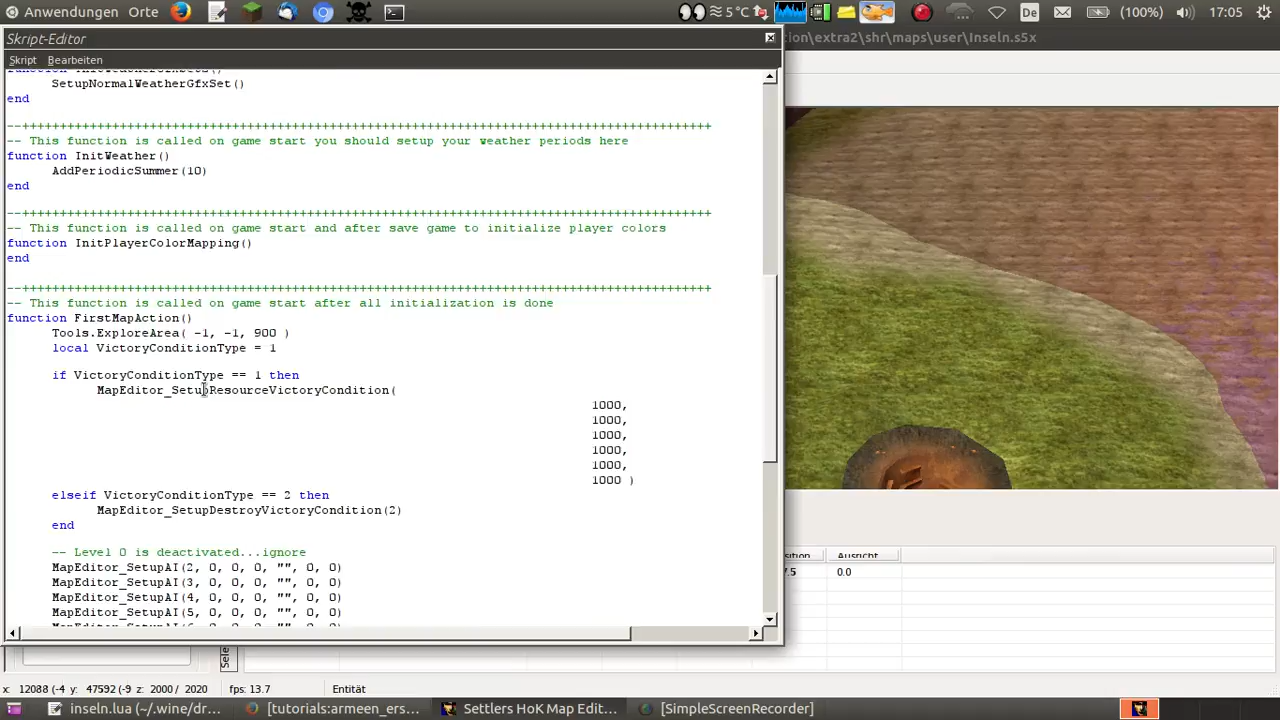 Anwendungen Orte 5 °C De (100%) 17:05
Skript-Editor
tion\extra2\shr\maps\user\Inseln.s5x
Skript Bearbeiten
SetupNormalWeatherGfxSet()
end
--++++++++++++++++++++++++++++++++++++++++++++++++++++++++++++++++++++++++++++++++++++++++++++
-- This function is called on game start you should setup your weather periods here
function InitWeather()
AddPeriodicSummer(10)
end
--++++++++++++++++++++++++++++++++++++++++++++++++++++++++++++++++++++++++++++++++++++++++++++
-- This function is called on game start and after save game to initialize player colors
function InitPlayerColorMapping()
end
--++++++++++++++++++++++++++++++++++++++++++++++++++++++++++++++++++++++++++++++++++++++++++++
-- This function is called on game start after all initialization is done
function FirstMapAction()
Tools.ExploreArea( -1, -1, 900 )
local VictoryConditionType = 1
if VictoryConditionType == 1 then
MapEditor_SetupResourceVictoryCondition(
1000,
1000,
1000,
1000,
1000,
1000 )
elseif VictoryConditionType == 2 then
MapEditor_SetupDestroyVictoryCondition(2)
end
-- Level 0 is deactivated...ignore
MapEditor_SetupAI(2, 0, 0, 0, "", 0, 0)
MapEditor_SetupAI(3, 0, 0, 0, "", 0, 0)
MapEditor_SetupAI(4, 0, 0, 0, "", 0, 0)
MapEditor_SetupAI(5, 0, 0, 0, "", 0, 0)
sition Ausricht
7.5 0.0
Sele
x: 12088 (-4 y: 47592 (-9 z: 2000 / 2020 fps: 13.7 Entität
inseln.lua (~/.wine/dr... [tutorials:armeen_ers... Settlers HoK Map Edit... [SimpleScreenRecorder]